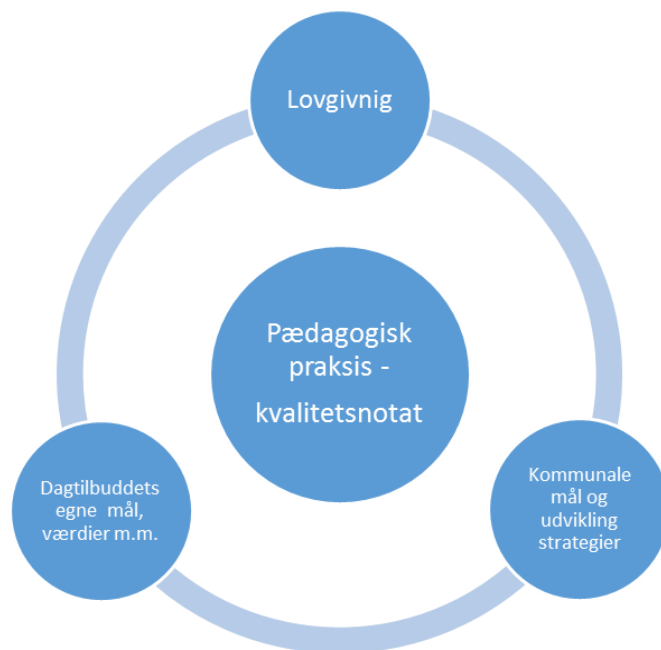 Lovgivnig
Pædagogisk
praksis -
kvalitetsnotat
Dagtilbuddets
egne mål,
værdier m.m.
Kommunale
mål og
udvikling
strategier